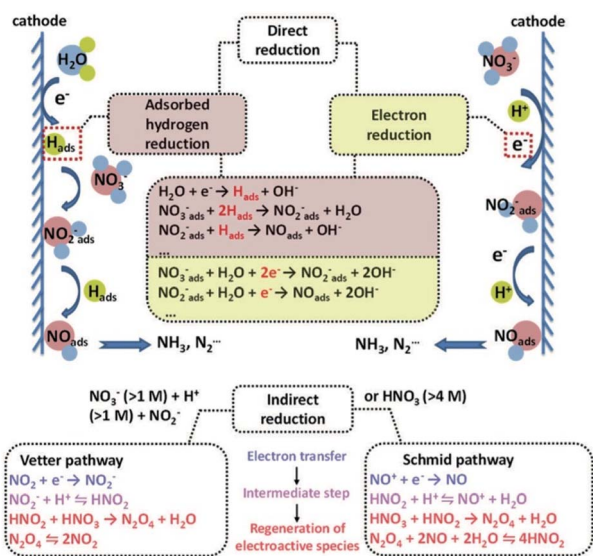 cathode
Direct reduction
cathode
H₂O
e⁻
Hads
Adsorbed hydrogen reduction
Electron reduction
NO₃⁻
H⁺
e⁻
NO₃⁻
NO₂⁻ads
Hads
NOads
NH₃, N₂...
H₂O + e⁻ → Hads + OH⁻
NO₃⁻ads + 2Hads → NO₂⁻ads + H₂O
NO₂⁻ads + Hads → NOads + OH⁻
...
NO₃⁻ads + H₂O + 2e⁻ → NO₂⁻ads + 2OH⁻
NO₂⁻ads + H₂O + e⁻ → NOads + 2OH⁻
...
NO₂⁻ads
e⁻
H⁺
NOads
NH₃, N₂...
NO₃⁻ (>1 M) + H⁺
(>1 M) + NO₂⁻
Indirect reduction
or HNO₃ (>4 M)
Vetter pathway
NO₂ + e⁻ → NO₂⁻
NO₂⁻ + H⁺ ⇋ HNO₂
HNO₂ + HNO₃ → N₂O₄ + H₂O
N₂O₄ ⇋ 2NO₂
Electron transfer
Intermediate step
Regeneration of
electroactive species
Schmid pathway
NO⁺ + e⁻ → NO
HNO₂ + H⁺ ⇋ NO⁺ + H₂O
HNO₃ + HNO₂ → N₂O₄ + H₂O
N₂O₄ + 2NO + 2H₂O ⇋ 4HNO₂